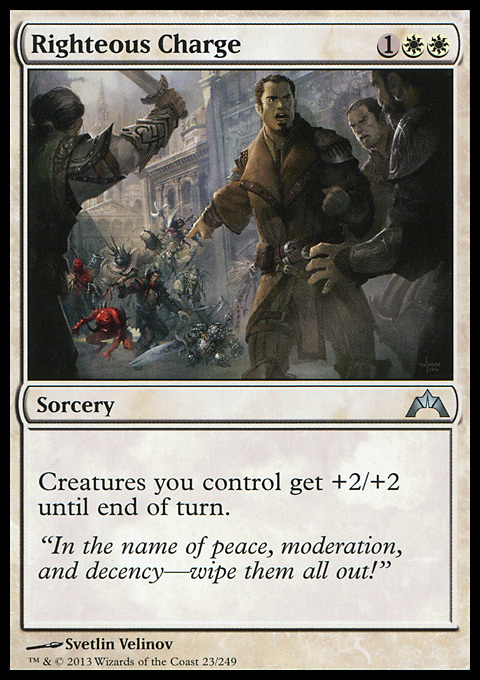 Righteous Charge 1
Sorcery
Creatures you control get +2/+2
until end of turn.
“In the name of peace, moderation,
and decency—wipe them all out!”
Svetlin Velinov
™ & © 2013 Wizards of the Coast 23/249